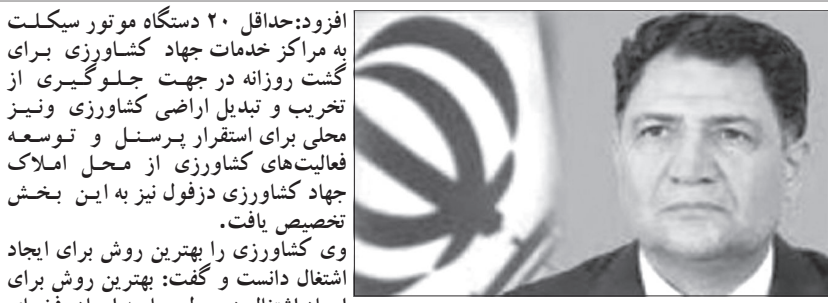 افزود:حداقل ۲۰ دستگاه موتور سیکلت
به مراکز خدمات جهاد کشاورزی برای
گشت روزانه در جهت جلوگیری از
تخریب و تبدیل اراضی کشاورزی ونیز
محلی برای استقرار پرسنل و توسعه
فعالیت‌های کشاورزی از محل املاک
جهاد کشاورزی دزفول نیز به این بخش
تخصیص یافت.
وی کشاورزی را بهترین روش برای ایجاد
اشتغال دانست و گفت: بهترین روش برای